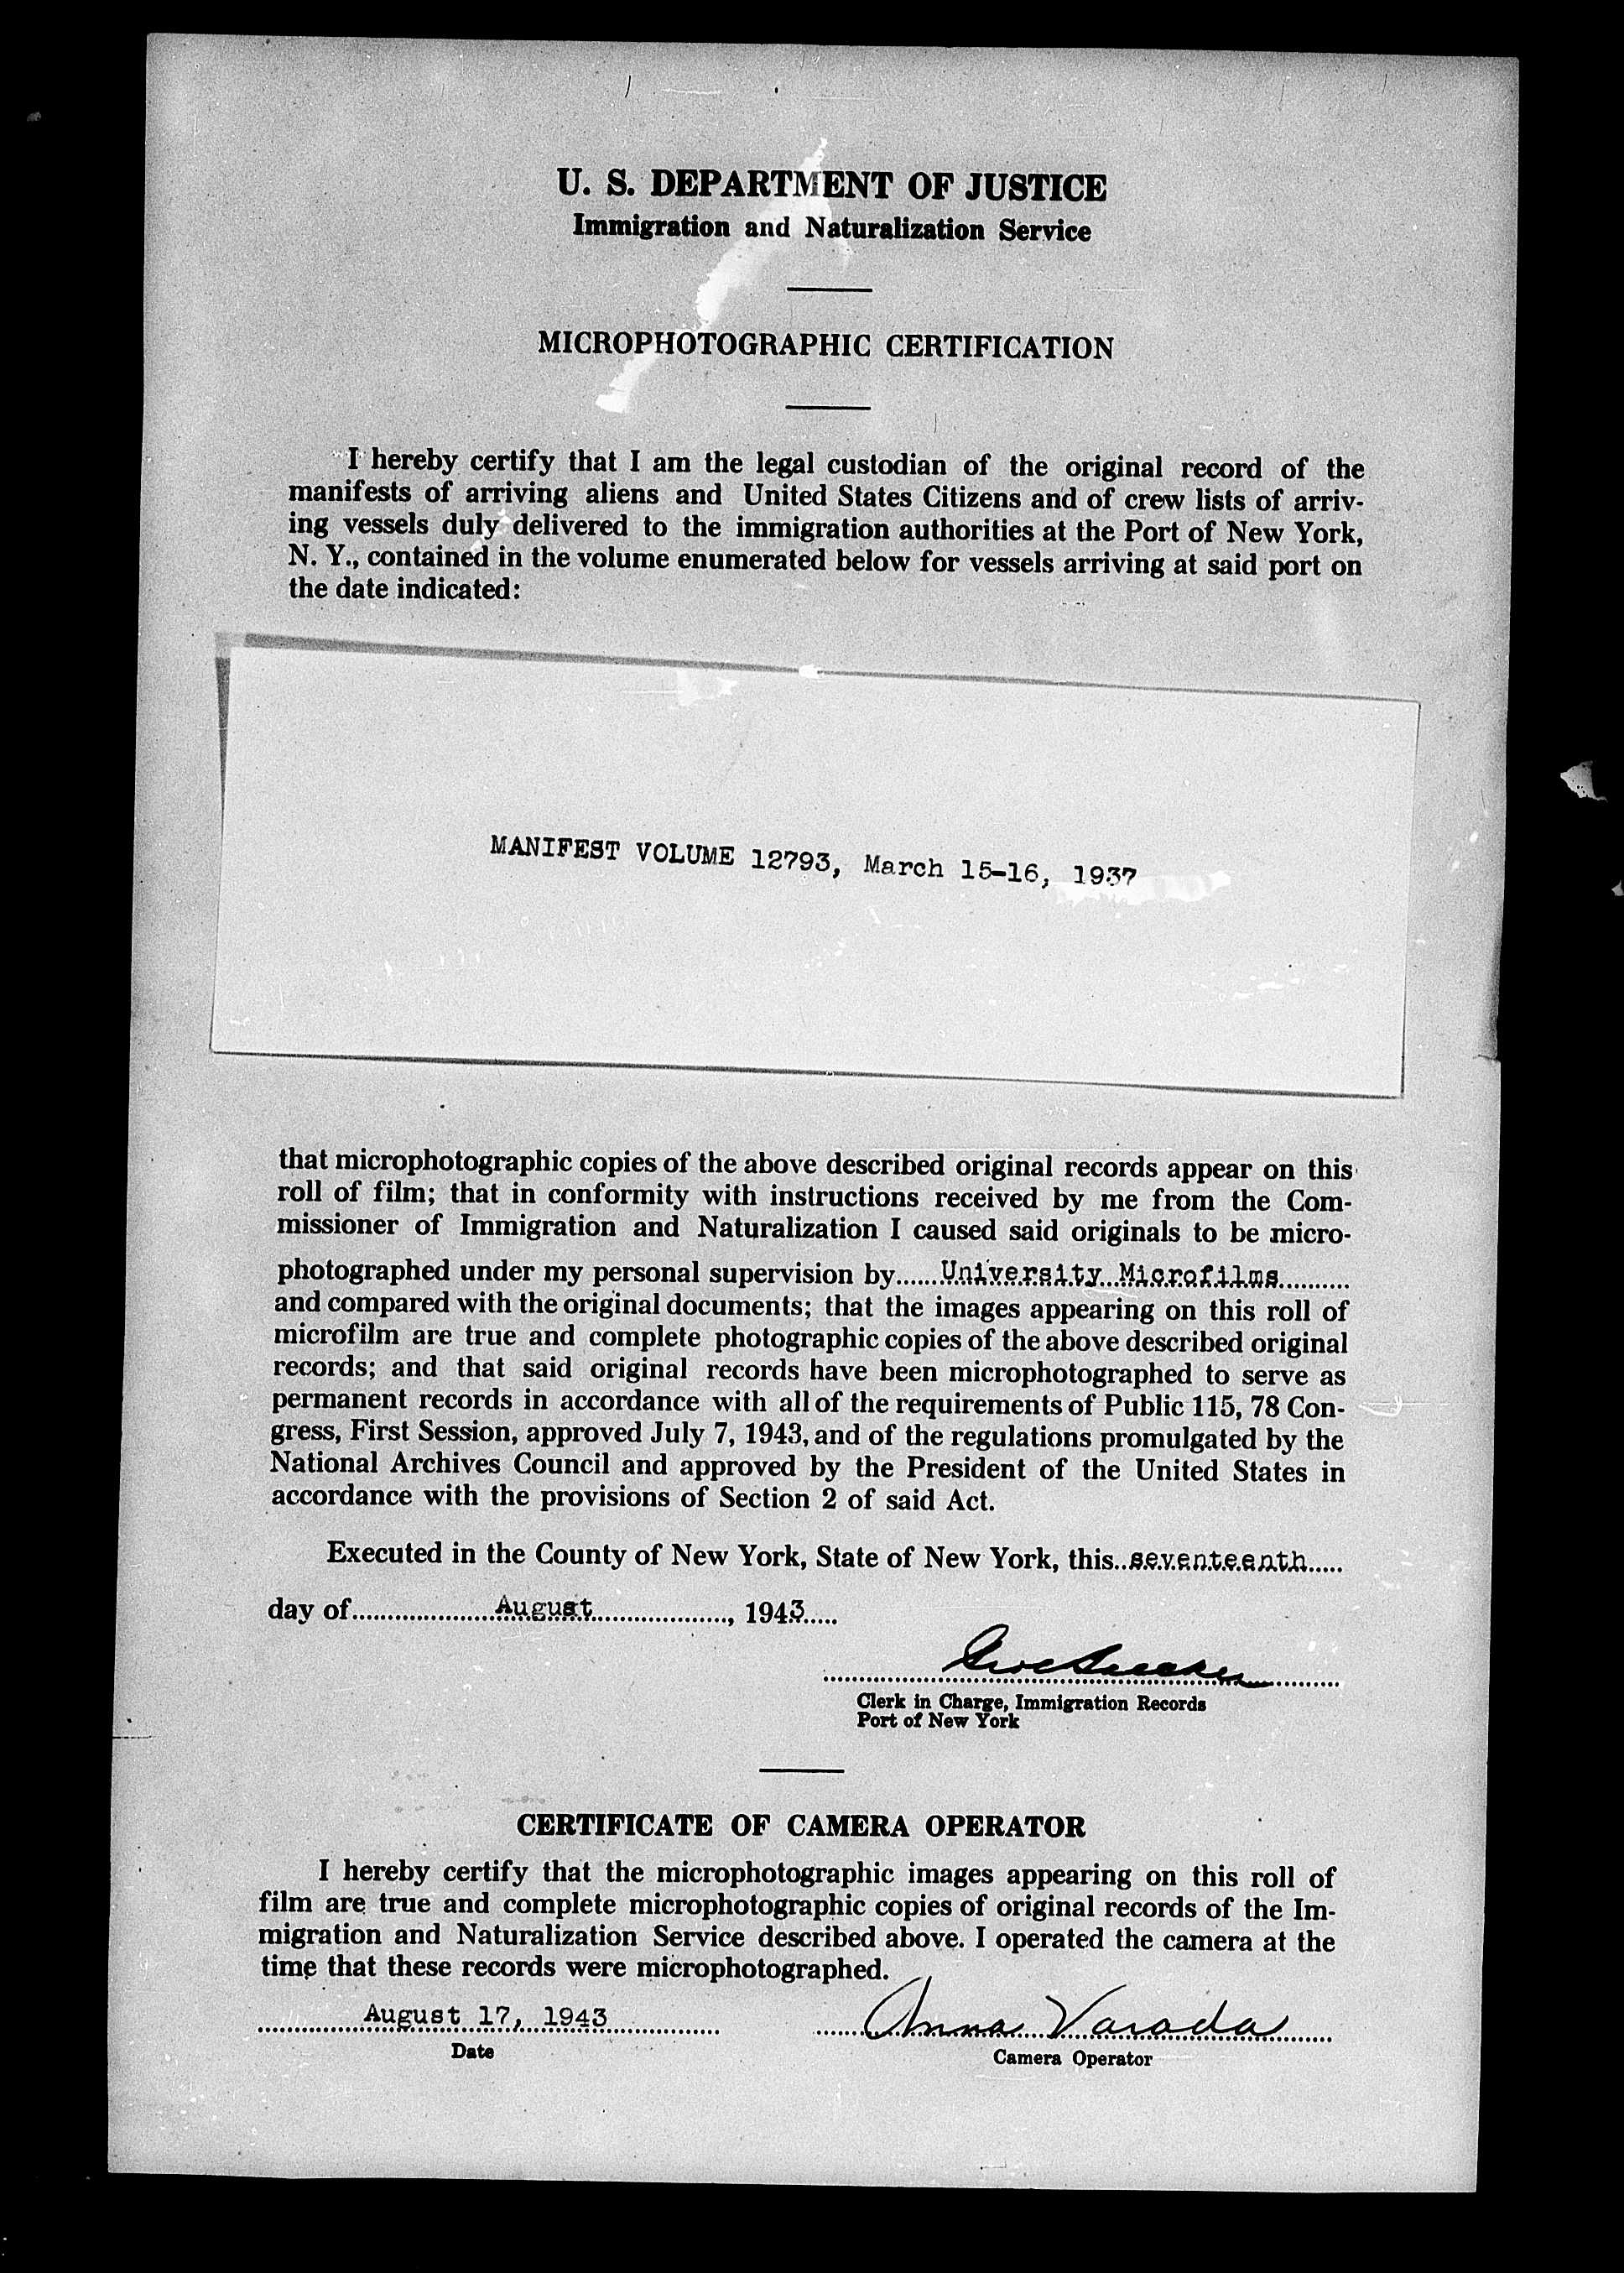 U. S. DEPARTMENT OF JUSTICE
Immigration and Naturalization Service
MICROPHOTOGRAPHIC CERTIFICATION
I hereby certify that I am the legal custodian of the original record of the
manifests of arriving aliens and United States Citizens and of crew lists of arriv-
ing vessels duly delivered to the immigration authorities at the Port of New York,
N. Y., contained in the volume enumerated below for vessels arriving at said port on
the date indicated:
MANIFEST VOLUME 12793, March 15-16, 1937
that microphotographic copies of the above described original records appear on this
roll of film; that in conformity with instructions received by me from the Com-
missioner of Immigration and Naturalization I caused said originals to be micro-
photographed under my personal supervision by......University Microfilms..........
and compared with the original documents; that the images appearing on this roll of
microfilm are true and complete photographic copies of the above described original
records; and that said original records have been microphotographed to serve as
permanent records in accordance with all of the requirements of Public 115, 78 Con-
gress, First Session, approved July 7, 1943, and of the regulations promulgated by the
National Archives Council and approved by the President of the United States in
accordance with the provisions of Section 2 of said Act.
Executed in the County of New York, State of New York, this..seventeenth.....
day of....................August...................., 1943.....
Clerk in Charge, Immigration Records
Port of New York
CERTIFICATE OF CAMERA OPERATOR
I hereby certify that the microphotographic images appearing on this roll of
film are true and complete microphotographic copies of original records of the Im-
migration and Naturalization Service described above. I operated the camera at the
time that these records were microphotographed.
August 17, 1943 Anna Varada
Date Camera Operator